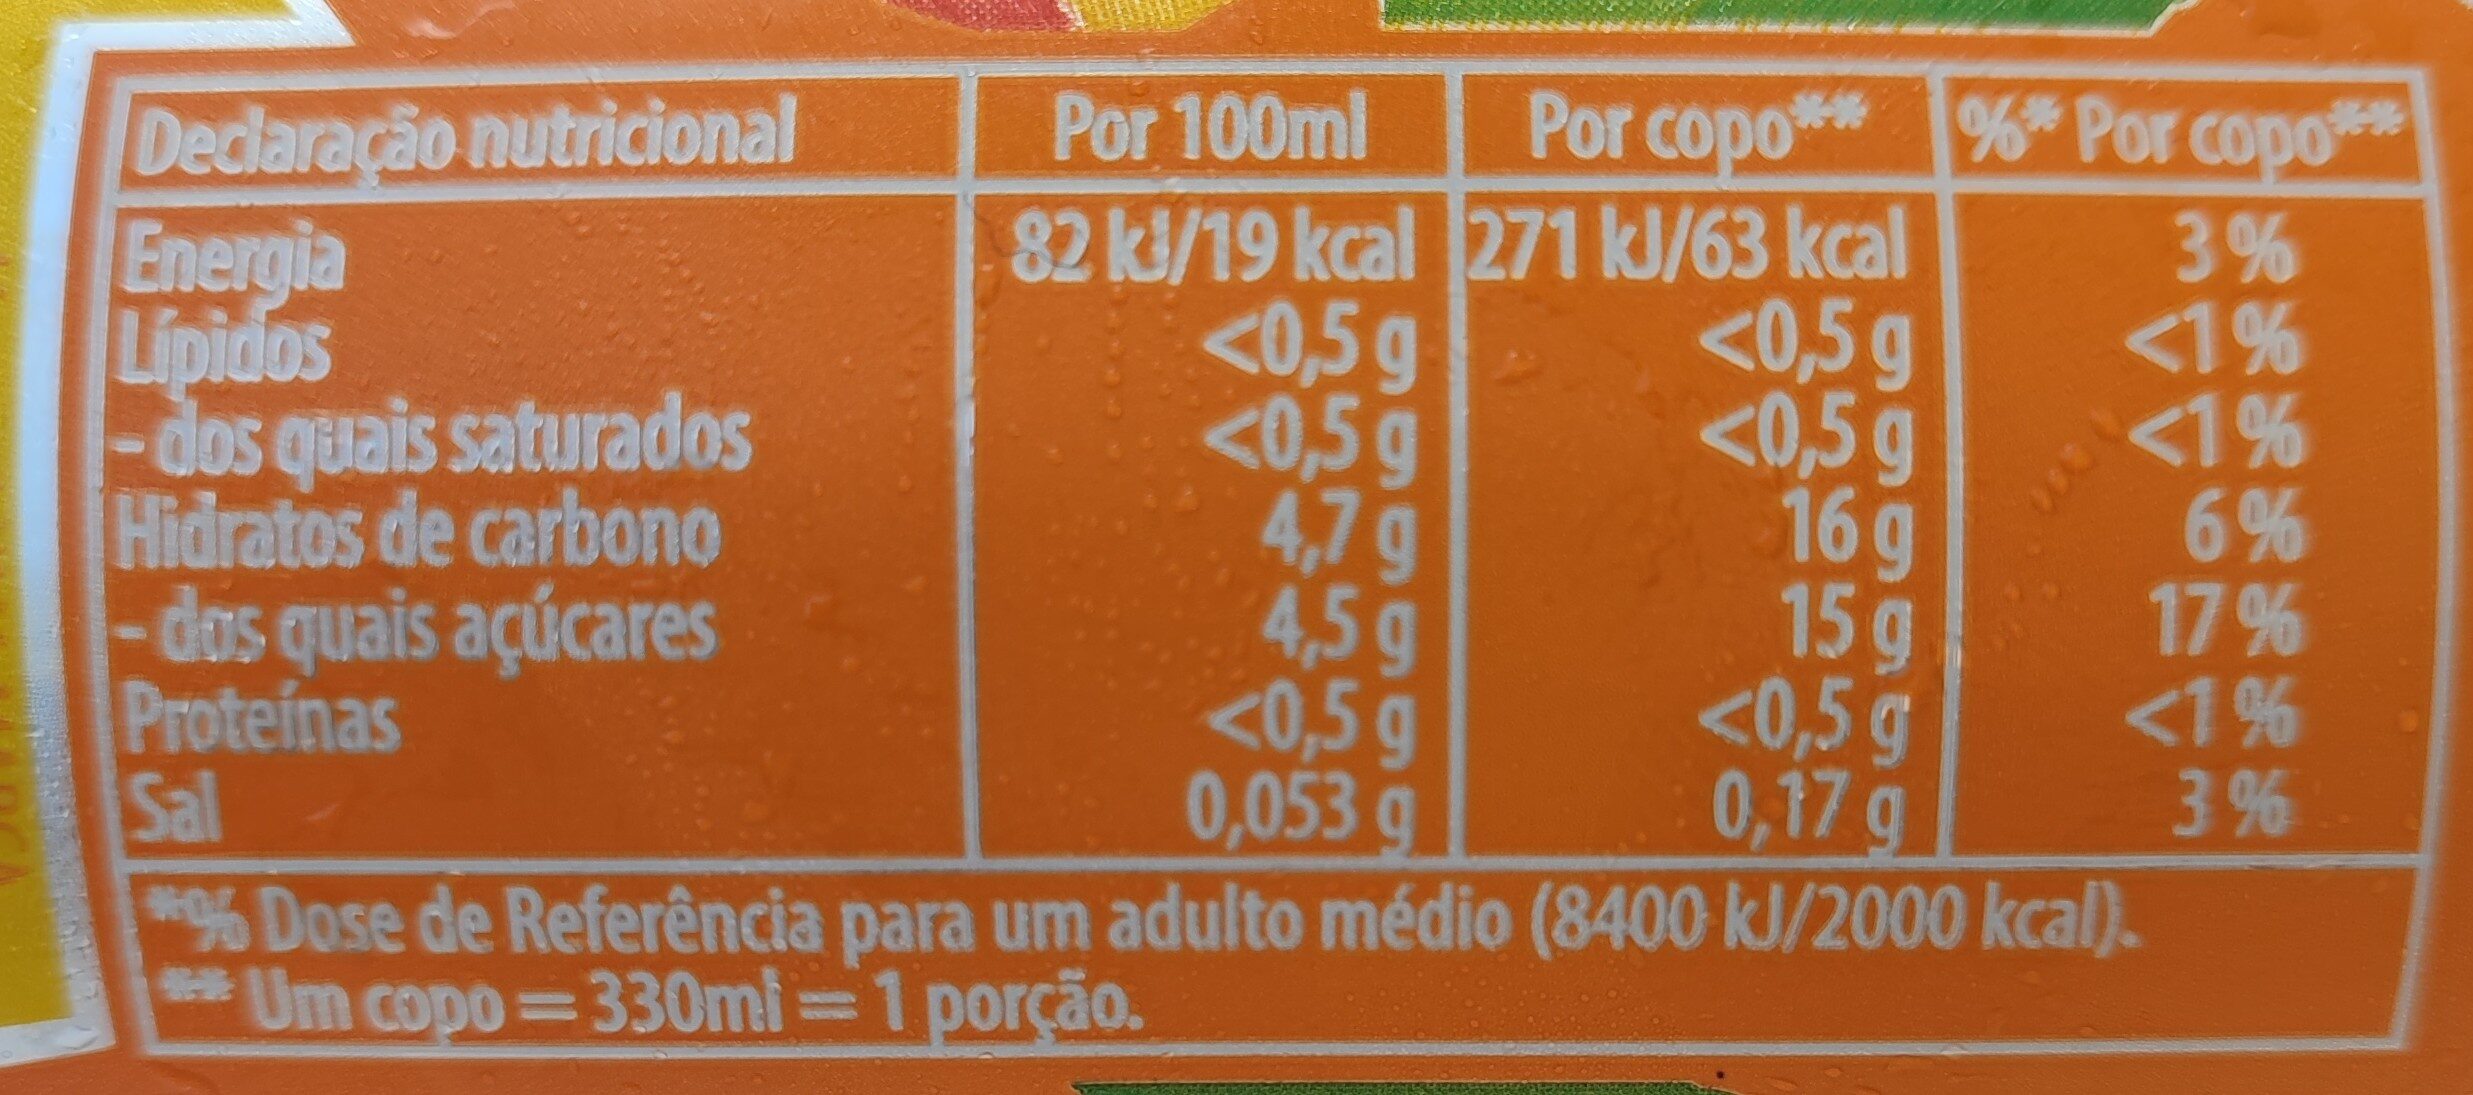 Declaração nutricional Por 100ml Por copo** %* Por copo**
Energia 82 kJ/19 kcal 271 kJ/63 kcal 3 %
Lípidos <0,5 g <0,5 g <1 %
- dos quais saturados <0,5 g <0,5 g <1 %
Hidratos de carbono 4,7 g 16 g 6 %
- dos quais açúcares 4,5 g 15 g 17 %
Proteínas <0,5 g <0,5 g <1 %
Sal 0,053 g 0,17 g 3 %
*% Dose de Referência para um adulto médio (8400 kJ/2000 kcal).
** Um copo = 330ml = 1 porção.